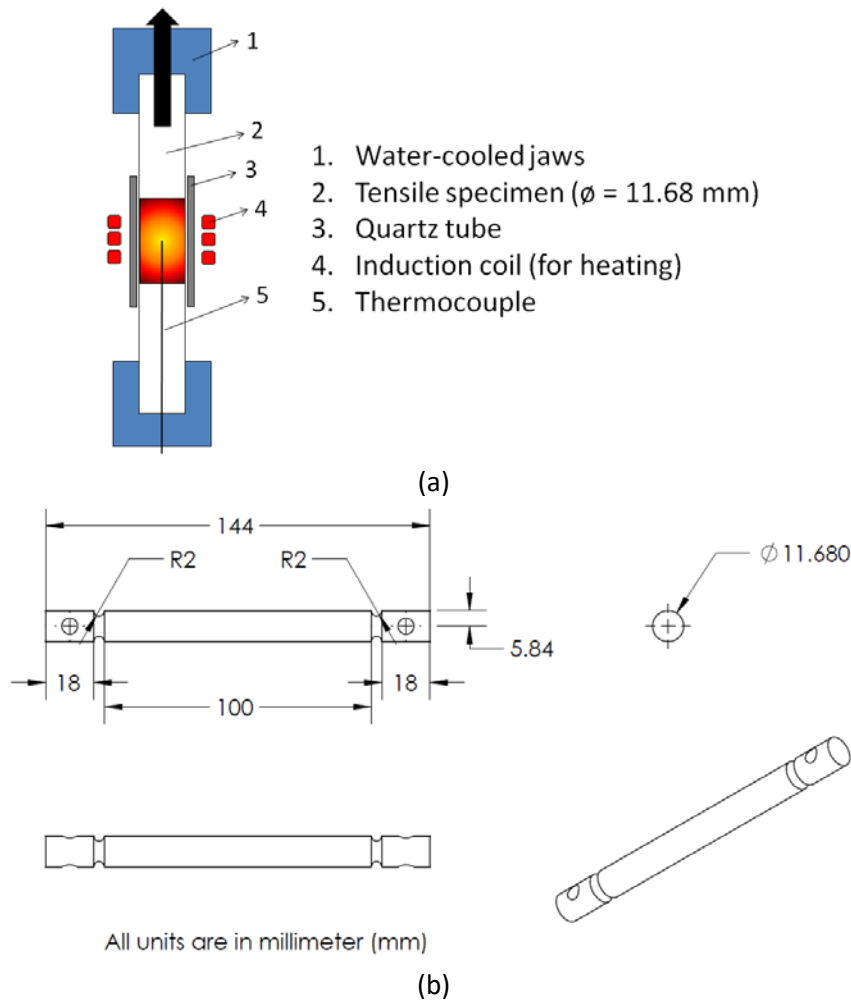 1
2
3
4
5
1. Water-cooled jaws
2. Tensile specimen (ø = 11.68 mm)
3. Quartz tube
4. Induction coil (for heating)
5. Thermocouple
(a)
144
R2
R2
∅ 11.680
5.84
18
18
100
All units are in millimeter (mm)
(b)